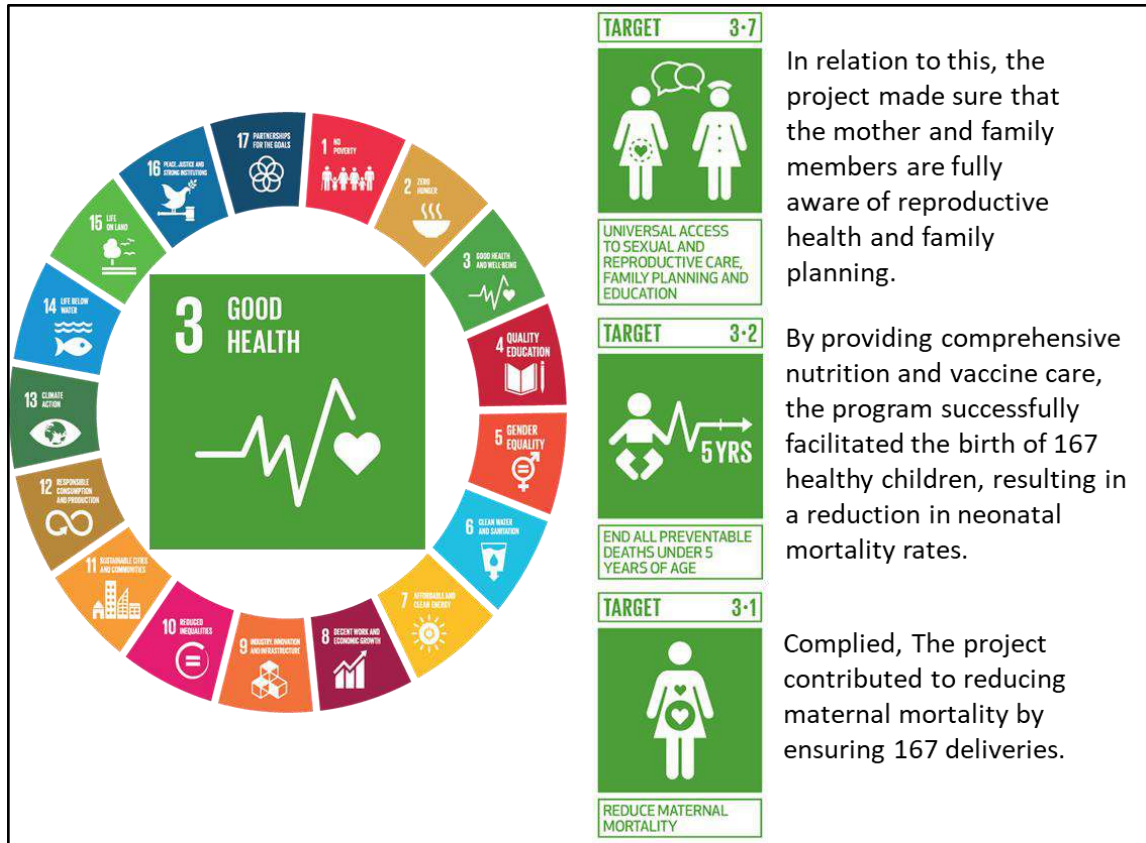 1 NO
POVERTY
2 ZERO
HUNGER
3 GOOD HEALTH
AND WELL-BEING
4 QUALITY
EDUCATION
5 GENDER
EQUALITY
6 CLEAN WATER
AND SANITATION
7 AFFORDABLE AND
CLEAN ENERGY
8 DECENT WORK AND
ECONOMIC GROWTH
9 INDUSTRY, INNOVATION
AND INFRASTRUCTURE
10 REDUCED
INEQUALITIES
11 SUSTAINABLE CITIES
AND COMMUNITIES
12 RESPONSIBLE
CONSUMPTION
AND PRODUCTION
13 CLIMATE
ACTION
14 LIFE BELOW
WATER
15 LIFE
ON LAND
16 PEACE, JUSTICE AND
STRONG INSTITUTIONS
17 PARTNERSHIPS
FOR THE GOALS
3 GOOD
HEALTH
TARGET 3·7
UNIVERSAL ACCESS
TO SEXUAL AND
REPRODUCTIVE CARE,
FAMILY PLANNING AND
EDUCATION
In relation to this, the
project made sure that
the mother and family
members are fully
aware of reproductive
health and family
planning.
TARGET 3·2
5 YRS
END ALL PREVENTABLE
DEATHS UNDER 5
YEARS OF AGE
By providing comprehensive
nutrition and vaccine care,
the program successfully
facilitated the birth of 167
healthy children, resulting in
a reduction in neonatal
mortality rates.
TARGET 3·1
REDUCE MATERNAL
MORTALITY
Complied, The project
contributed to reducing
maternal mortality by
ensuring 167 deliveries.